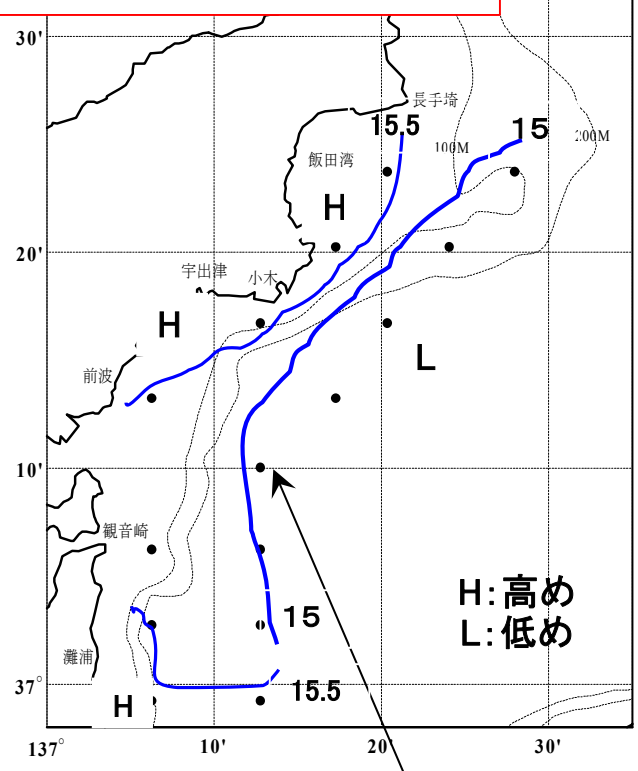 30'
長手埼
15.5
15
飯田湾
100M
200M
H
20'
宇出津
小木
H
L
前波
10'
観音崎
H:高め
L:低め
15
灘浦
37°
15.5
H
137°
10'
20'
30'